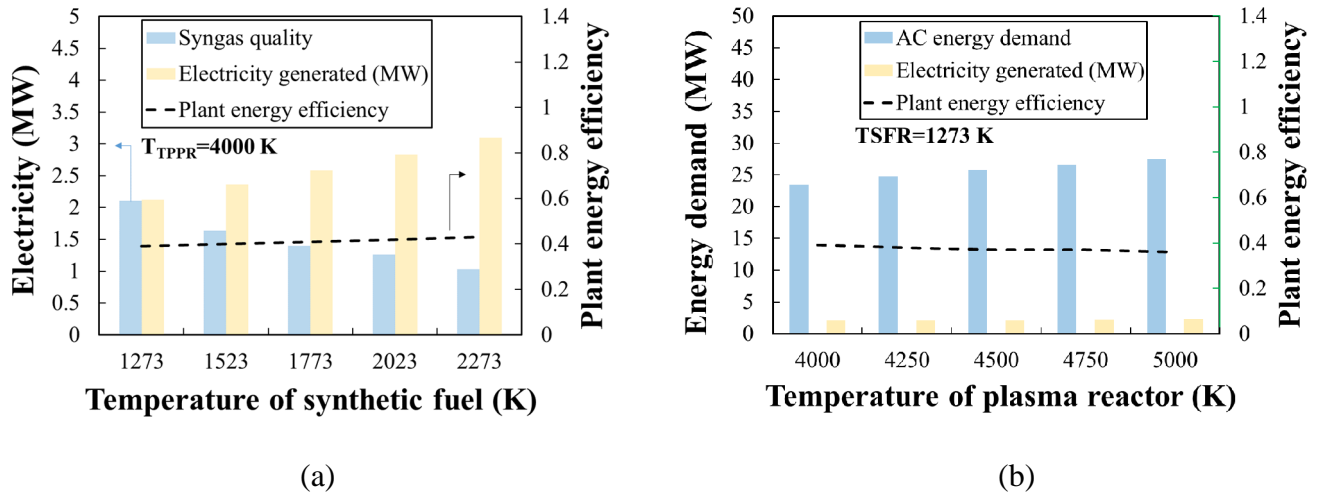 5
4.5
4
3.5
3
2.5
2
1.5
1
0.5
0
Electricity (MW)
Syngas quality
Electricity generated (MW)
Plant energy efficiency
T_TPPR=4000 K
1.4
1.2
1
0.8
0.6
0.4
0.2
0
Plant energy efficiency
1273 1523 1773 2023 2273
Temperature of synthetic fuel (K)
(a)
50
45
40
35
30
25
20
15
10
5
0
Energy demand (MW)
AC energy demand
Electricity generated (MW)
Plant energy efficiency
TSFR=1273 K
1.4
1.2
1
0.8
0.6
0.4
0.2
0
Plant energy efficiency
4000 4250 4500 4750 5000
Temperature of plasma reactor (K)
(b)